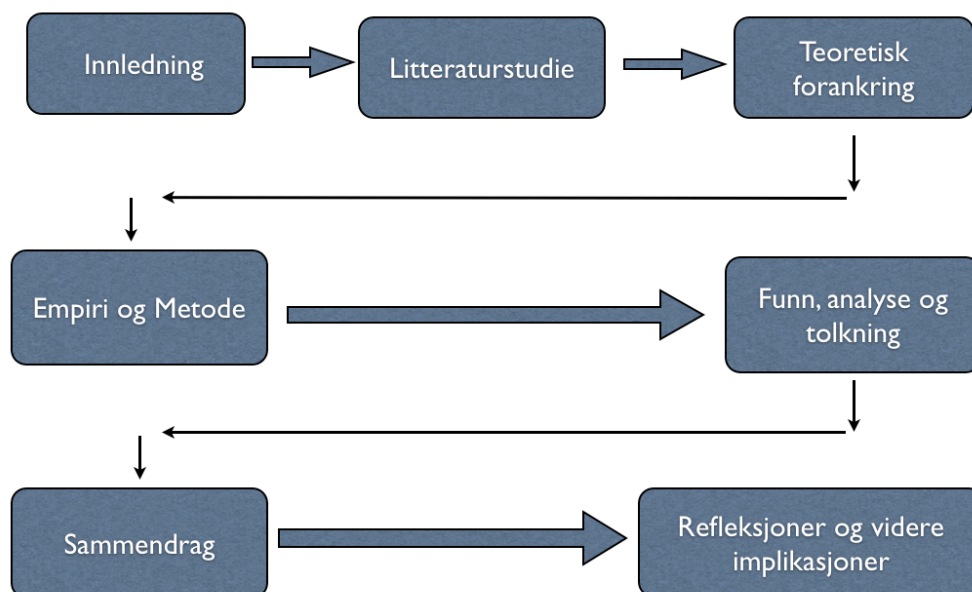 Innledning
Litteraturstudie
Teoretisk
forankring
Empiri og Metode
Funn, analyse og
tolkning
Sammendrag
Refleksjoner og videre
implikasjoner